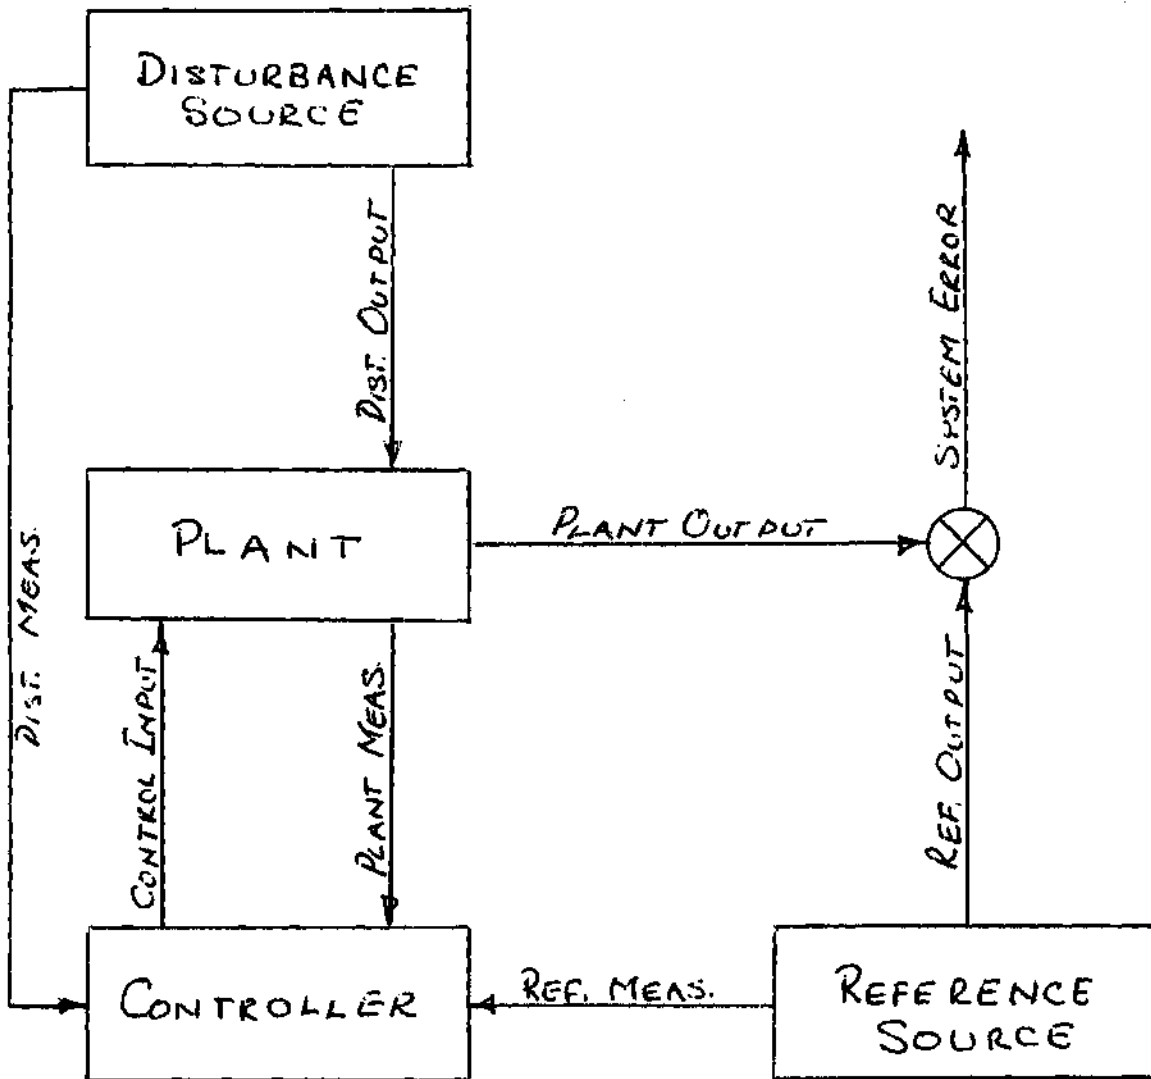 DISTURBANCE
SOURCE
DIST. OUTPUT
SYSTEM ERROR
PLANT
PLANT OUTPUT
DIST. MEAS.
CONTROL INPUT
PLANT MEAS.
REF. OUTPUT
CONTROLLER
REF. MEAS.
REFERENCE
SOURCE